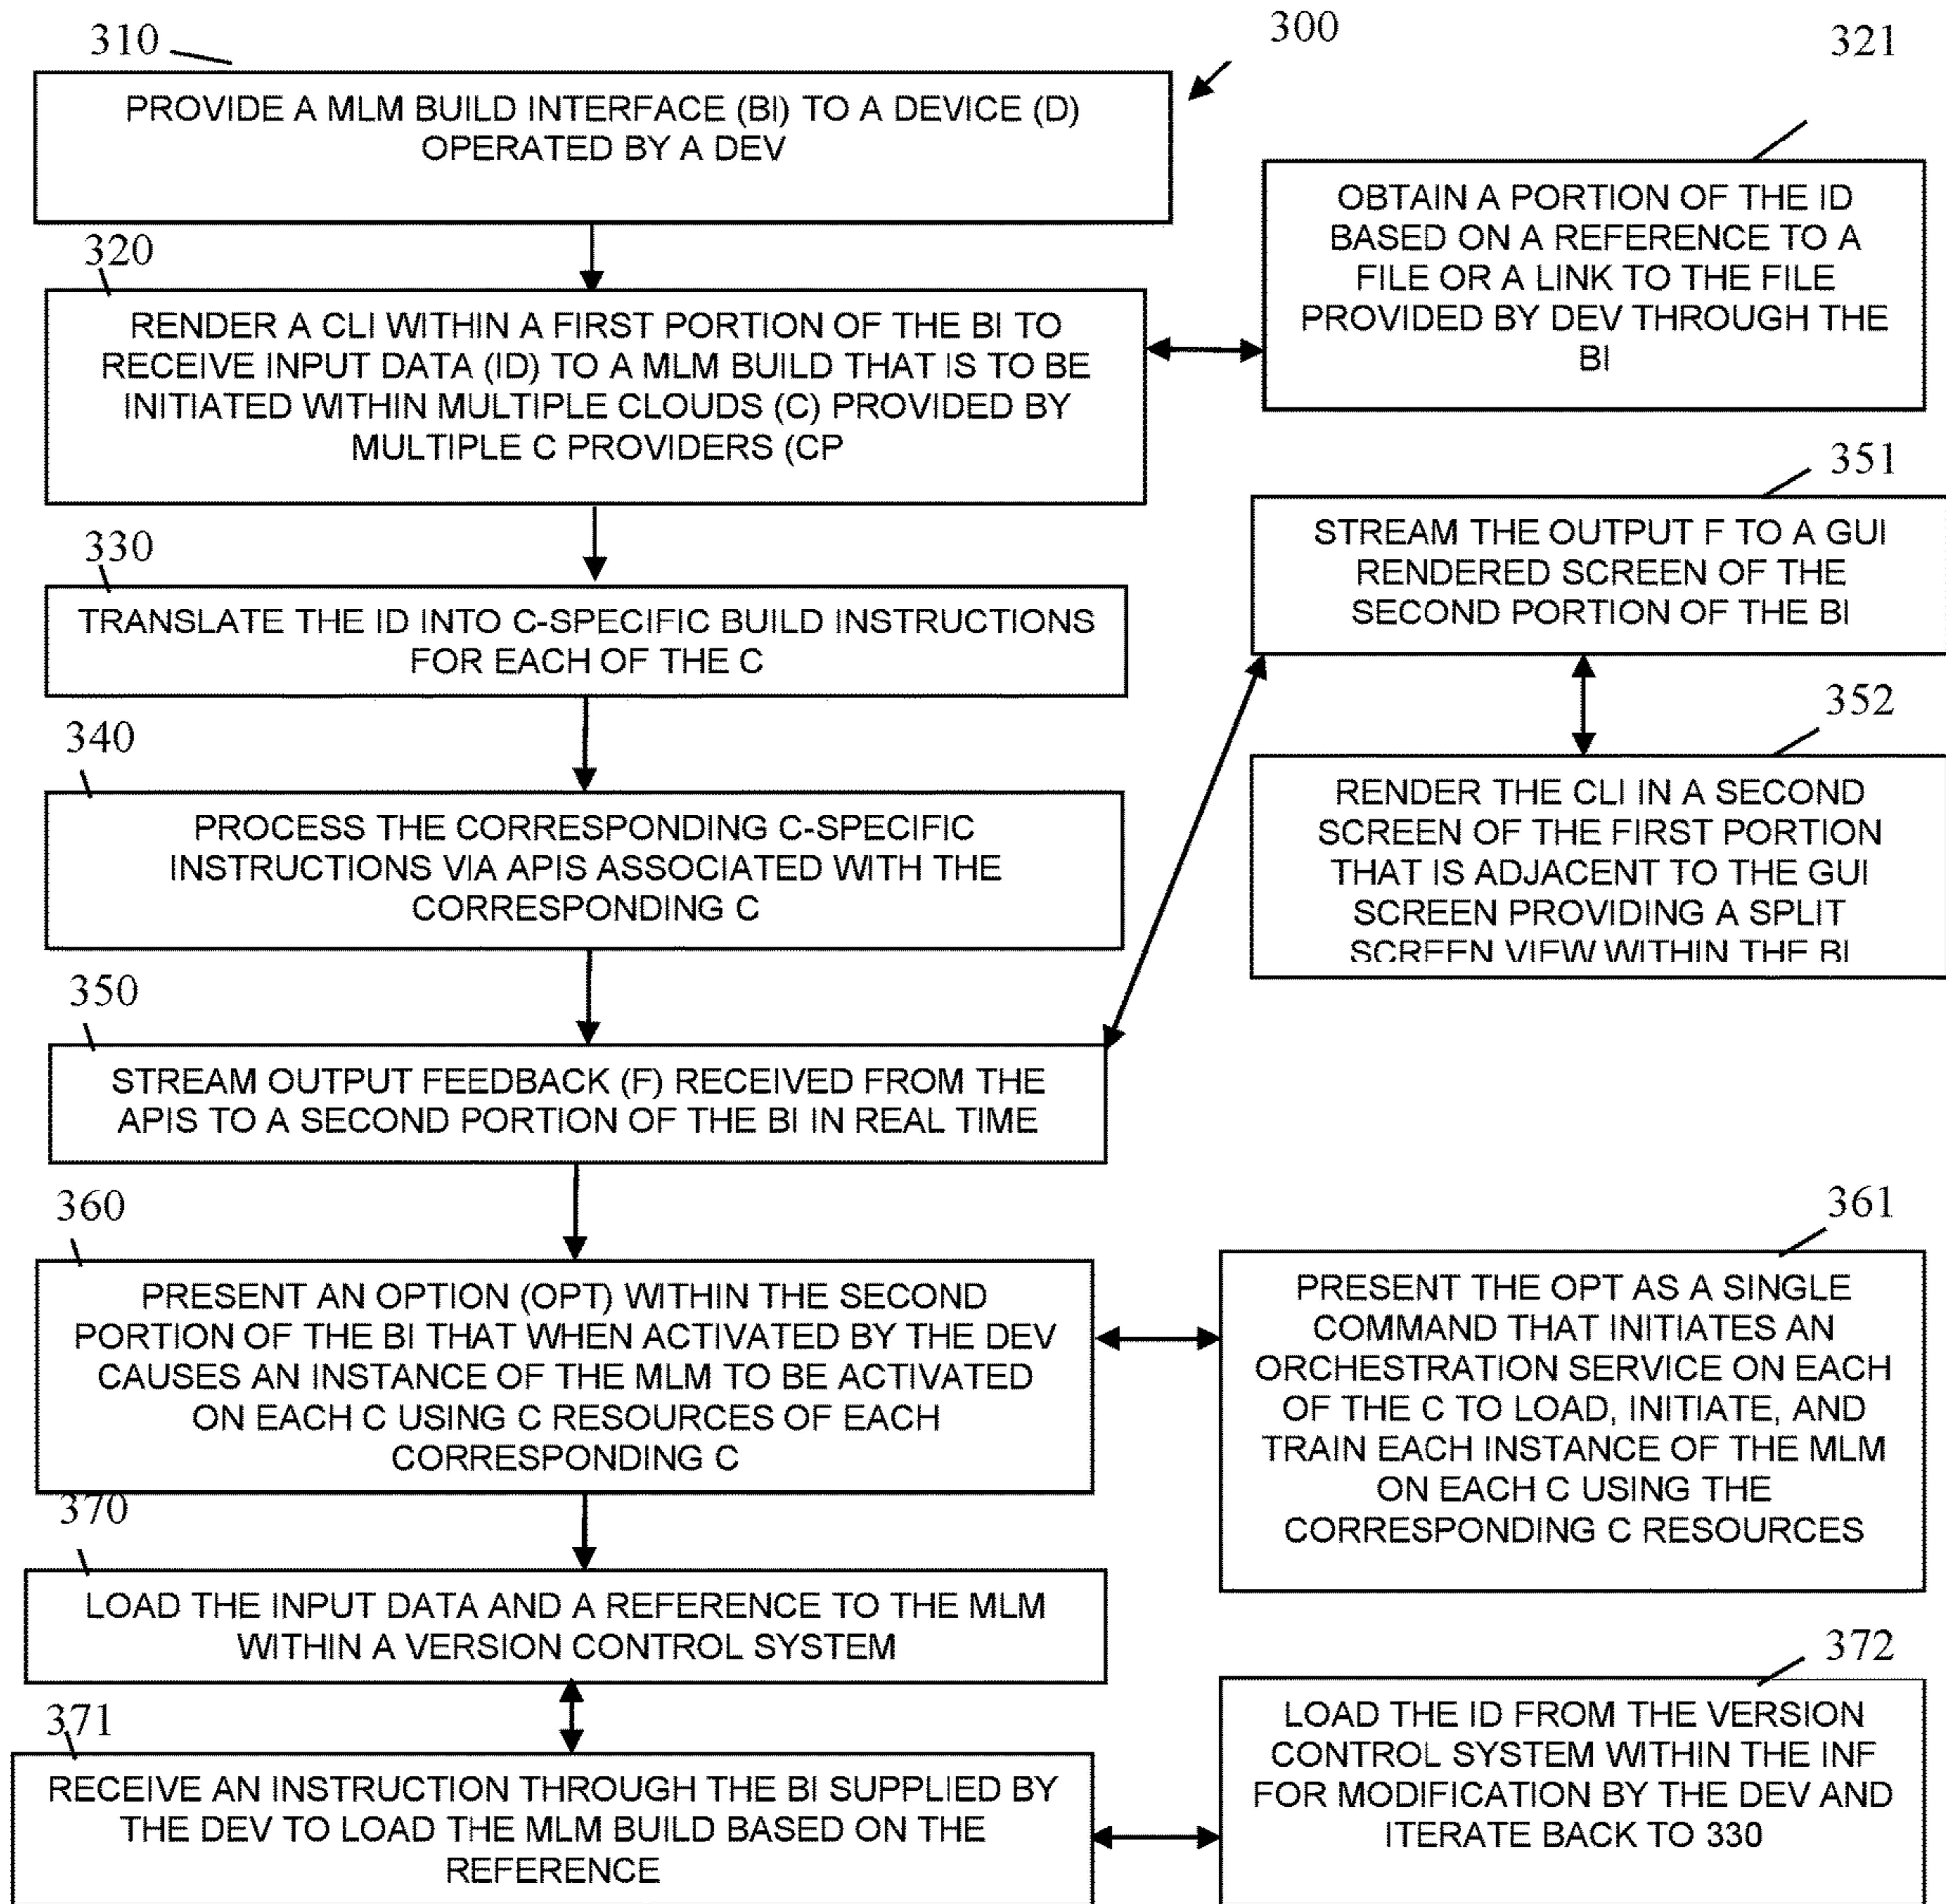 310
300
PROVIDE A MLM BUILD INTERFACE (BI) TO A DEVICE (D)
OPERATED BY A DEV
321
OBTAIN A PORTION OF THE ID
BASED ON A REFERENCE TO A
FILE OR A LINK TO THE FILE
PROVIDED BY DEV THROUGH THE
BI
320
RENDER A CLI WITHIN A FIRST PORTION OF THE BI TO
RECEIVE INPUT DATA (ID) TO A MLM BUILD THAT IS TO BE
INITIATED WITHIN MULTIPLE CLOUDS (C) PROVIDED BY
MULTIPLE C PROVIDERS (CP
330
TRANSLATE THE ID INTO C-SPECIFIC BUILD INSTRUCTIONS
FOR EACH OF THE C
351
STREAM THE OUTPUT F TO A GUI
RENDERED SCREEN OF THE
SECOND PORTION OF THE BI
352
RENDER THE CLI IN A SECOND
SCREEN OF THE FIRST PORTION
THAT IS ADJACENT TO THE GUI
SCREEN PROVIDING A SPLIT
SCREEN VIEW WITHIN THE BI
340
PROCESS THE CORRESPONDING C-SPECIFIC
INSTRUCTIONS VIA APIS ASSOCIATED WITH THE
CORRESPONDING C
350
STREAM OUTPUT FEEDBACK (F) RECEIVED FROM THE
APIS TO A SECOND PORTION OF THE BI IN REAL TIME
360
PRESENT AN OPTION (OPT) WITHIN THE SECOND
PORTION OF THE BI THAT WHEN ACTIVATED BY THE DEV
CAUSES AN INSTANCE OF THE MLM TO BE ACTIVATED
ON EACH C USING C RESOURCES OF EACH
CORRESPONDING C
361
PRESENT THE OPT AS A SINGLE
COMMAND THAT INITIATES AN
ORCHESTRATION SERVICE ON EACH
OF THE C TO LOAD, INITIATE, AND
TRAIN EACH INSTANCE OF THE MLM
ON EACH C USING THE
CORRESPONDING C RESOURCES
370
LOAD THE INPUT DATA AND A REFERENCE TO THE MLM
WITHIN A VERSION CONTROL SYSTEM
371
RECEIVE AN INSTRUCTION THROUGH THE BI SUPPLIED BY
THE DEV TO LOAD THE MLM BUILD BASED ON THE
REFERENCE
372
LOAD THE ID FROM THE VERSION
CONTROL SYSTEM WITHIN THE INF
FOR MODIFICATION BY THE DEV AND
ITERATE BACK TO 330